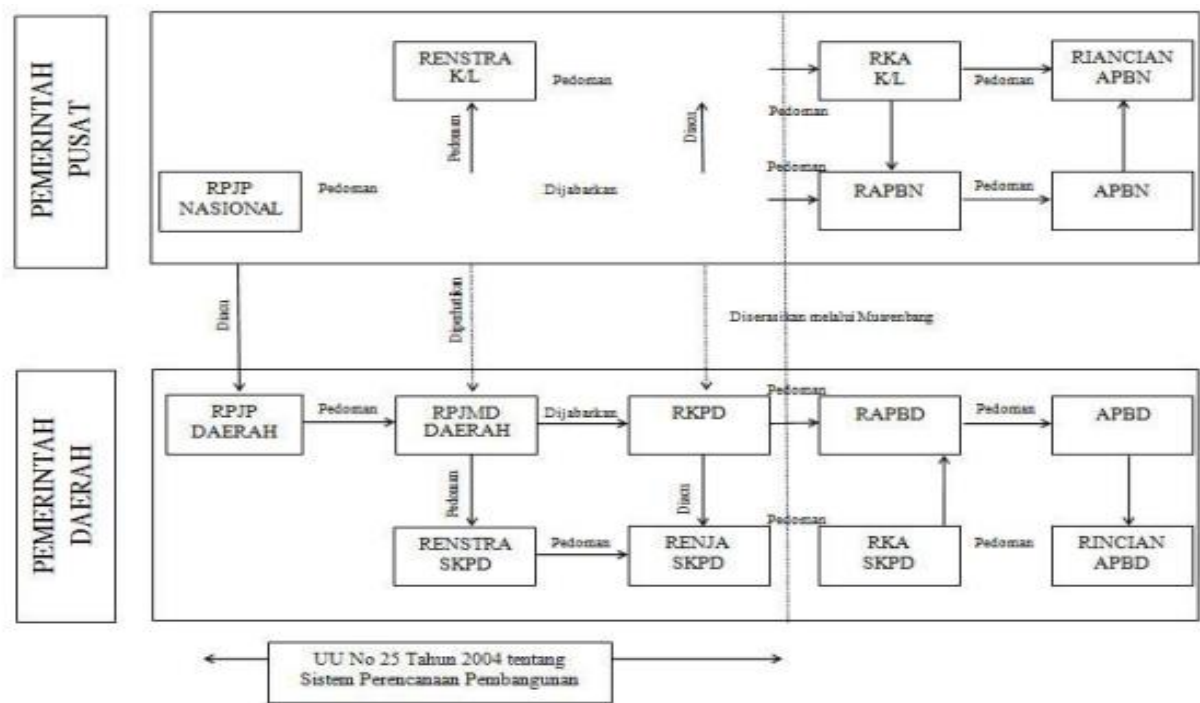 PEMERINTAH
PUSAT
RENSTRA
K/L
Pedoman
RKA
K/L
Pedoman
RIANCIAN
APBN
Pedoman
Diacu
Pedoman
RPJP
NASIONAL
Pedoman
Dijabarkan
Pedoman
RAPBN
Pedoman
APBN
Diacu
Diperhatikan
Diserasikan melalui Musrenbang
PEMERINTAH
DAERAH
RPJP
DAERAH
Pedoman
RPJMD
DAERAH
Dijabarkan
RKPD
Pedoman
RAPBD
Pedoman
APBD
Pedoman
Diacu
RENSTRA
SKPD
Pedoman
RENJA
SKPD
Pedoman
RKA
SKPD
Pedoman
RINCIAN
APBD
UU No 25 Tahun 2004 tentang
Sistem Perencanaan Pembangunan